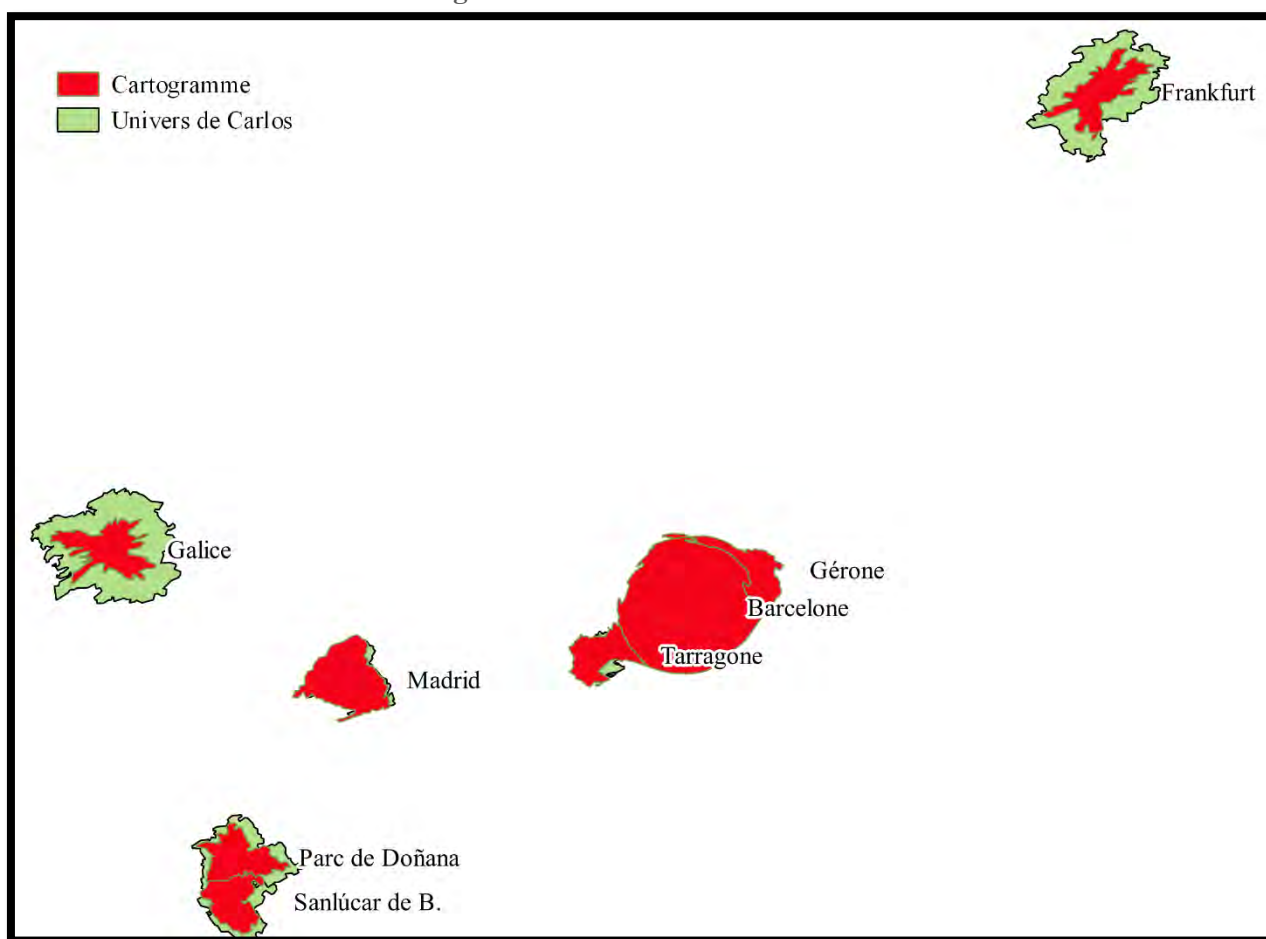 Cartogramme
Univers de Carlos
Frankfurt
Galice
Gérone
Barcelone
Tarragone
Madrid
Parc de Doñana
Sanlúcar de B.